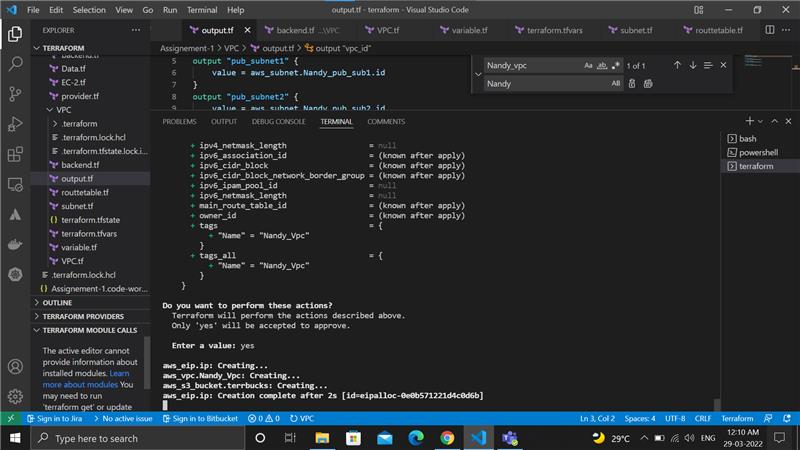 File Edit Selection View Go Run Terminal Help output.tf - terraform - Visual Studio Code
EXPLORER
output.tf
backend.tf ...\VPC
VPC.tf
variable.tf
terraform.tfvars
subnet.tf
routtetable.tf
Assignement-1 > VPC > output.tf > output "vpc_id"
TERRAFORM
backend.tf
Data.tf
EC-2.tf
provider.tf
VPC
.terraform
.terraform.lock.hcl
.terraform.tfstate.lock.i...
backend.tf
output.tf
routtetable.tf
subnet.tf
terraform.tfstate
terraform.tfvars
variable.tf
VPC.tf
.terraform.lock.hcl
Assignement-1.code-wor...
OUTLINE
TERRAFORM PROVIDERS
TERRAFORM MODULE CALLS
The active editor cannot
provide information about
installed modules. Learn
more about modules You
may need to run
'terraform get' or update
5 output "pub_subnet1" {
6 value = aws_subnet.Nandy_pub_sub1.id
7 }
8 output "pub_subnet2" {
9 value = aws_subnet.Nandy_pub_sub2.id
Nandy_vpc Aa ab .* 1 of 1
Nandy AB
PROBLEMS OUTPUT DEBUG CONSOLE TERMINAL COMMENTS
bash
powershell
terraform
+ ipv4_netmask_length = null
+ ipv6_association_id = (known after apply)
+ ipv6_cidr_block = (known after apply)
+ ipv6_cidr_block_network_border_group = (known after apply)
+ ipv6_ipam_pool_id = null
+ ipv6_netmask_length = null
+ main_route_table_id = (known after apply)
+ owner_id = (known after apply)
+ tags = {
+ "Name" = "Nandy_Vpc"
}
+ tags_all = {
+ "Name" = "Nandy_Vpc"
}
}
Do you want to perform these actions?
Terraform will perform the actions described above.
Only 'yes' will be accepted to approve.
Enter a value: yes
aws_eip.ip: Creating...
aws_vpc.Nandy_Vpc: Creating...
aws_s3_bucket.terrbucks: Creating...
aws_eip.ip: Creation complete after 2s [id=eipalloc-0e0b571221d4c0d6b]
Sign in to Jira No active issue Sign in to Bitbucket 0 0 VPC Ln 3, Col 2 Spaces: 4 UTF-8 CRLF Terraform
Type here to search
29°C ENG 12:10 AM
29-03-2022